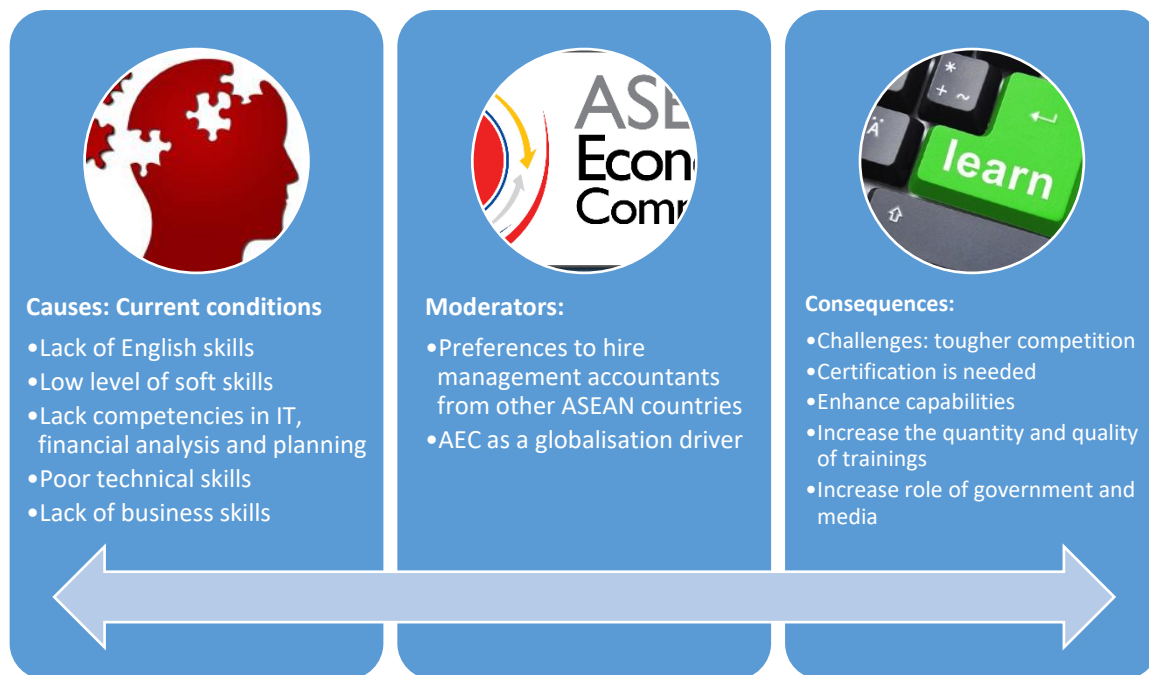 Causes: Current conditions
•Lack of English skills
•Low level of soft skills
•Lack competencies in IT,
financial analysis and planning
•Poor technical skills
•Lack of business skills
ASE
Econ
Com
Moderators:
•Preferences to hire
management accountants
from other ASEAN countries
•AEC as a globalisation driver
*
+ ~
Ä
learn
Consequences:
•Challenges: tougher competition
•Certification is needed
•Enhance capabilities
•Increase the quantity and quality
of trainings
•Increase role of government and
media